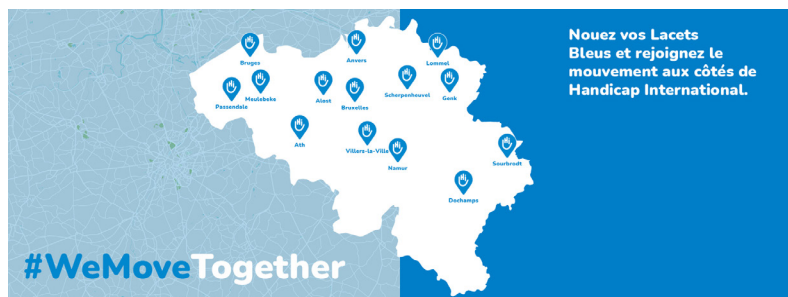 Nouez vos Lacets
Bleus et rejoignez le
mouvement aux côtés de
Handicap International.
Bruges
Anvers
Lommel
Passendale
Meulebeke
Alost
Bruxelles
Scherpenheuvel
Genk
Ath
Villers-la-Ville
Namur
Sourbrodt
Dochamps
#WeMoveTogether